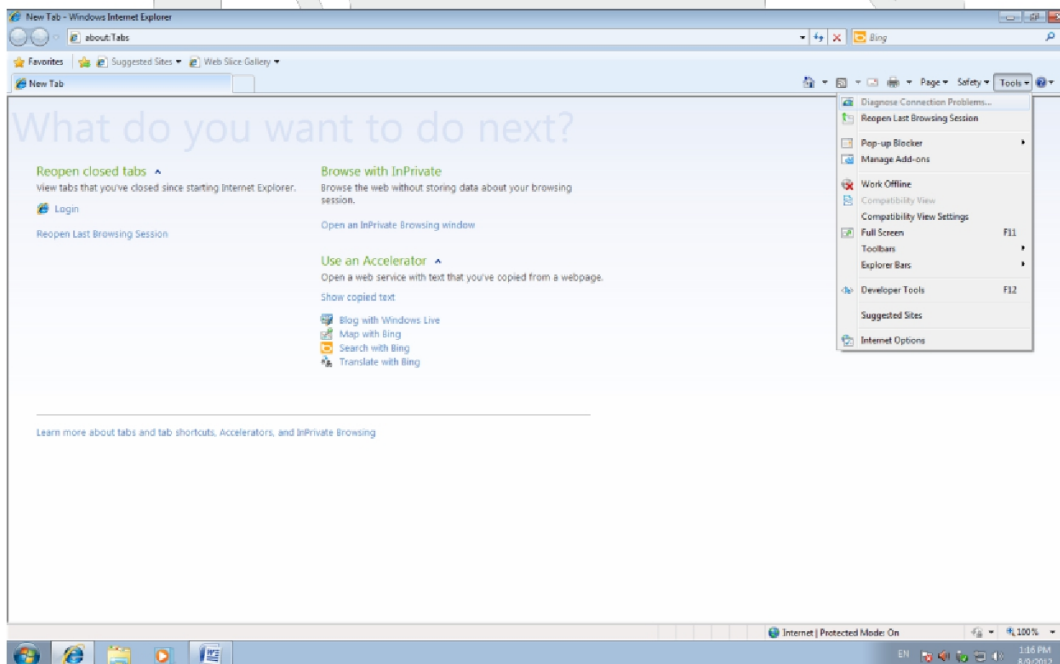 New Tab - Windows Internet Explorer
about:Tabs
Bing
Favorites Suggested Sites Web Slice Gallery
New Tab
Page Safety Tools
What do you want to do next?
Reopen closed tabs
View tabs that you've closed since starting Internet Explorer.
Login
Reopen Last Browsing Session
Browse with InPrivate
Browse the web without storing data about your browsing
session.
Open an InPrivate Browsing window
Use an Accelerator
Open a web service with text that you've copied from a webpage.
Show copied text
Blog with Windows Live
Map with Bing
Search with Bing
Translate with Bing
Learn more about tabs and tab shortcuts, Accelerators, and InPrivate Browsing
Diagnose Connection Problems...
Reopen Last Browsing Session
Pop-up Blocker
Manage Add-ons
Work Offline
Compatibility View
Compatibility View Settings
Full Screen F11
Toolbars
Explorer Bars
Developer Tools F12
Suggested Sites
Internet Options
Internet | Protected Mode: On
100%
EN
1:16 PM
8/9/2012